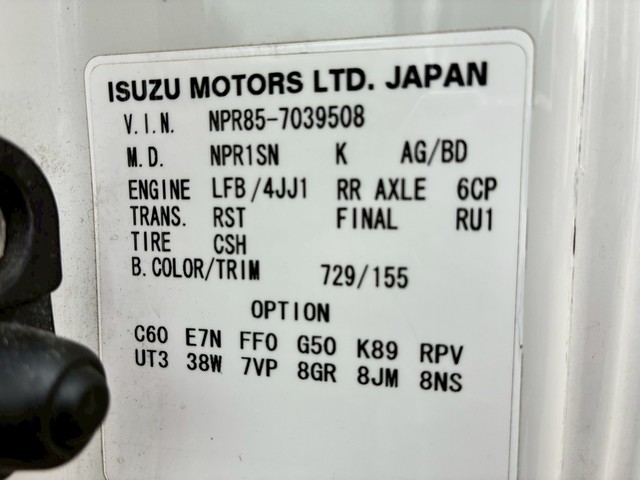 ISUZU MOTORS LTD. JAPAN
V.I.N. NPR85-7039508
M.D. NPR1SN K AG/BD
ENGINE LFB/4JJ1 RR AXLE 6CP
TRANS. RST FINAL RU1
TIRE CSH
B.COLOR/TRIM 729/155
OPTION
C60 E7N FF0 G50 K89 RPV
UT3 38W 7VP 8GR 8JM 8NS